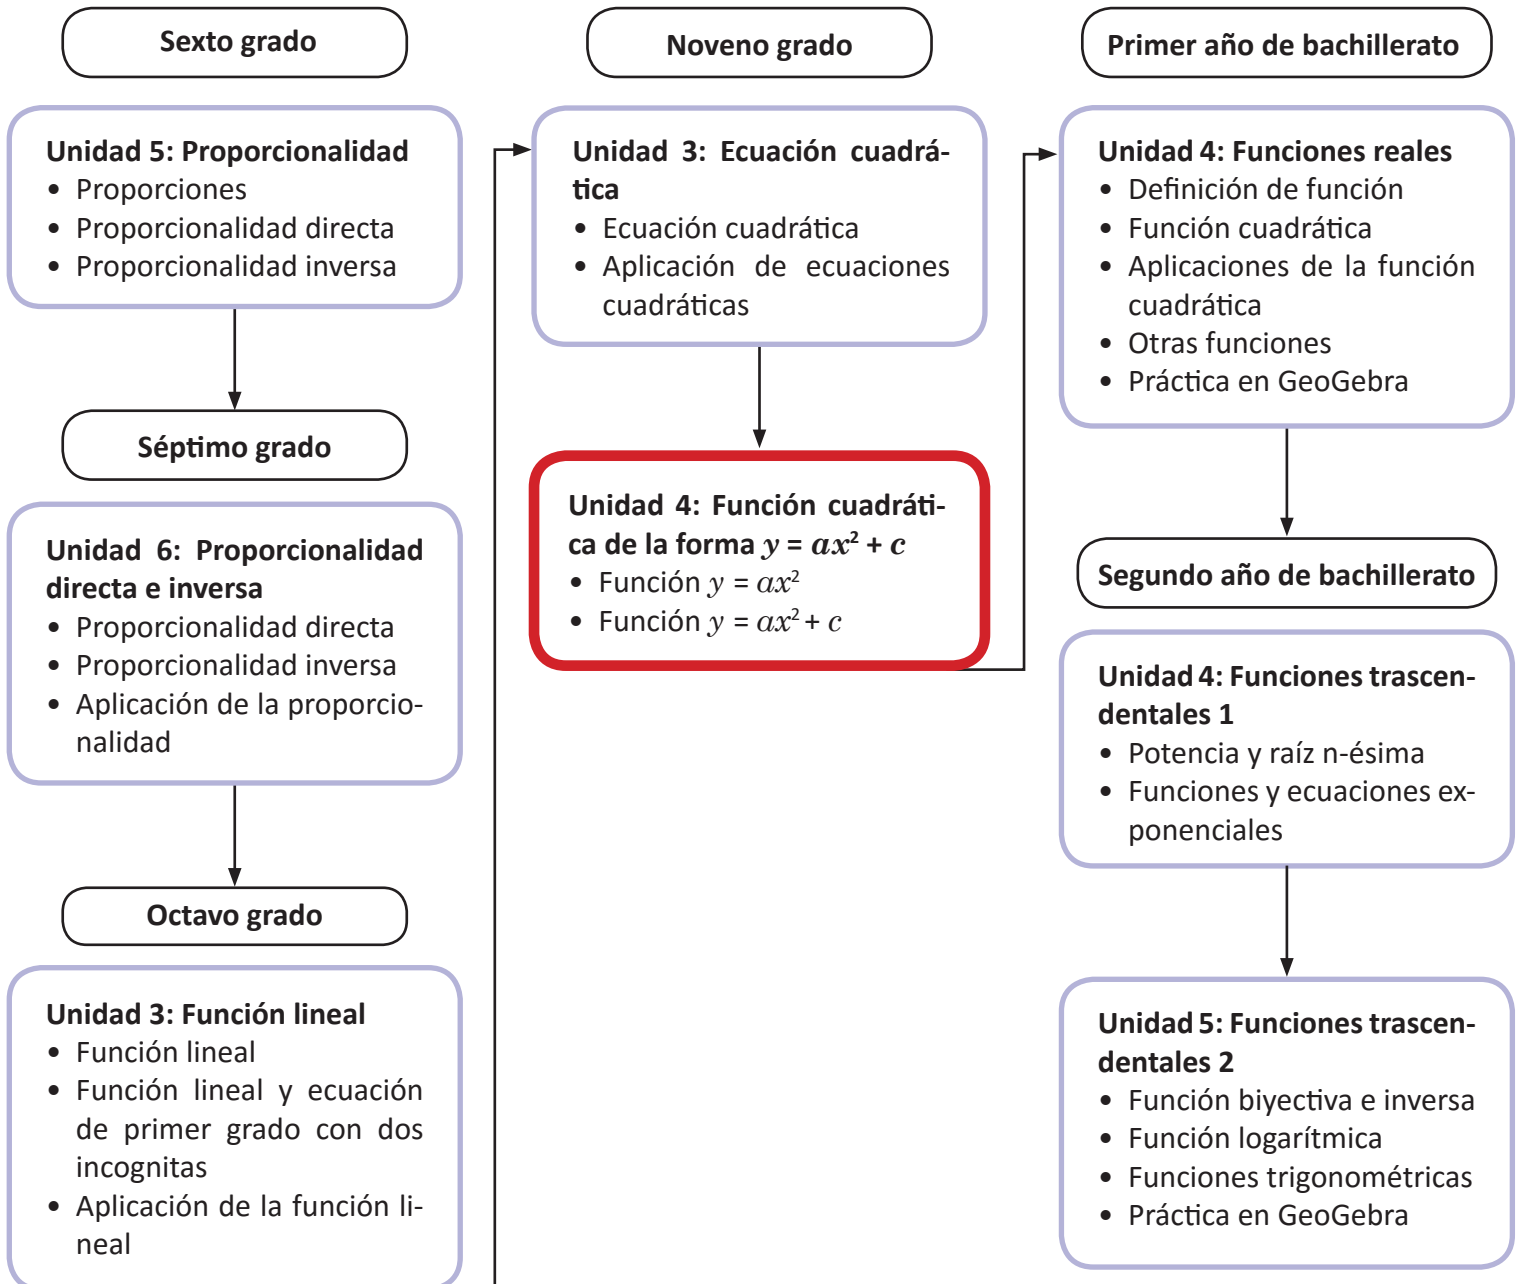 Sexto grado
Unidad 5: Proporcionalidad
• Proporciones
• Proporcionalidad directa
• Proporcionalidad inversa
Séptimo grado
Unidad 6: Proporcionalidad
directa e inversa
• Proporcionalidad directa
• Proporcionalidad inversa
• Aplicación de la proporcio-
nalidad
Octavo grado
Unidad 3: Función lineal
• Función lineal
• Función lineal y ecuación
de primer grado con dos
incognitas
• Aplicación de la función li-
neal
Noveno grado
Unidad 3: Ecuación cuadrá-
tica
• Ecuación cuadrática
• Aplicación de ecuaciones
cuadráticas
Unidad 4: Función cuadráti-
ca de la forma y = ax² + c
• Función y = ax²
• Función y = ax² + c
Primer año de bachillerato
Unidad 4: Funciones reales
• Definición de función
• Función cuadrática
• Aplicaciones de la función
cuadrática
• Otras funciones
• Práctica en GeoGebra
Segundo año de bachillerato
Unidad 4: Funciones trascen-
dentales 1
• Potencia y raíz n-ésima
• Funciones y ecuaciones ex-
ponenciales
Unidad 5: Funciones trascen-
dentales 2
• Función biyectiva e inversa
• Función logarítmica
• Funciones trigonométricas
• Práctica en GeoGebra